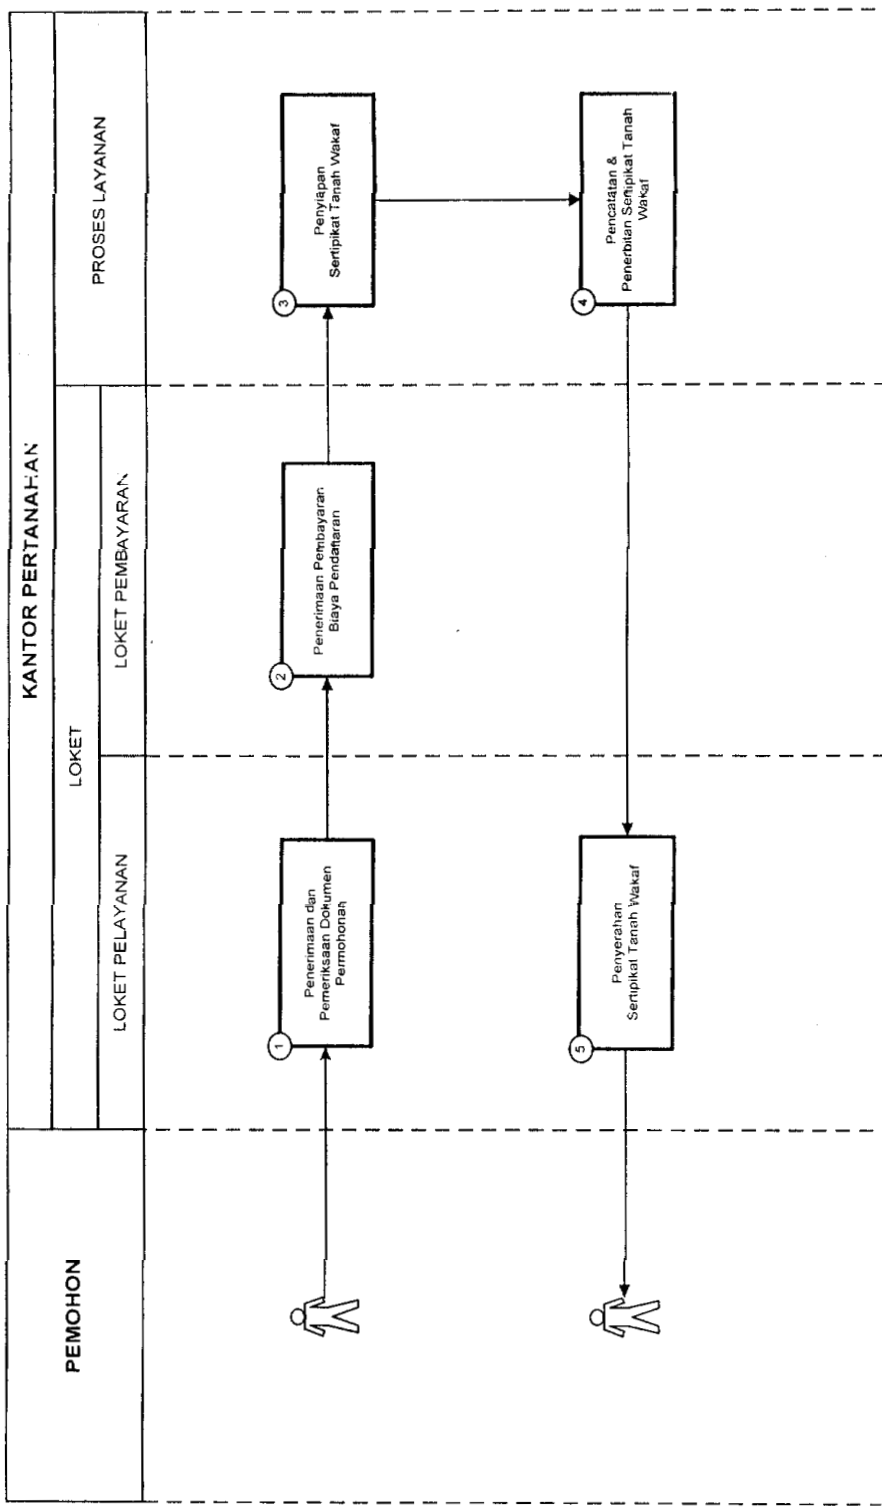 PEMOHON
KANTOR PERTANAHAN
LOKET
PROSES LAYANAN
LOKET PELAYANAN
LOKET PEMBAYARAN
1
Penerimaan dan
Pemeriksaan Dokumen
Permohonan
2
Penerimaan Pembayaran
Biaya Pendaftaran
3
Penyiapan
Sertipikat Tanah Wakaf
4
Pencatatan &
Penerbitan Sertipikat Tanah
Wakaf
5
Penyerahan
Sertipikat Tanah Wakaf